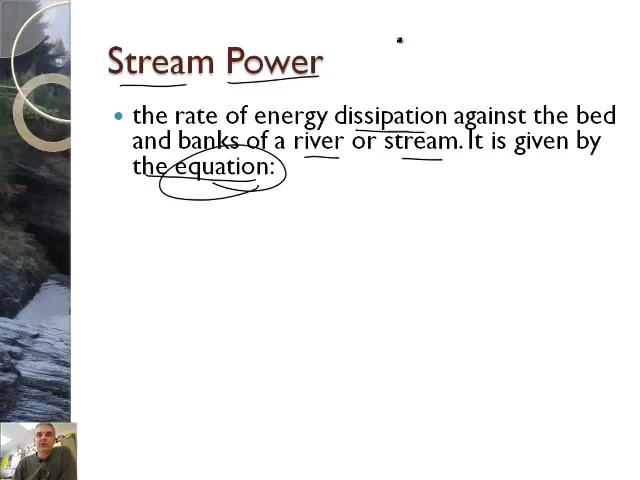 Stream Power
the rate of energy dissipation against the bed
and banks of a river or stream. It is given by
the equation: